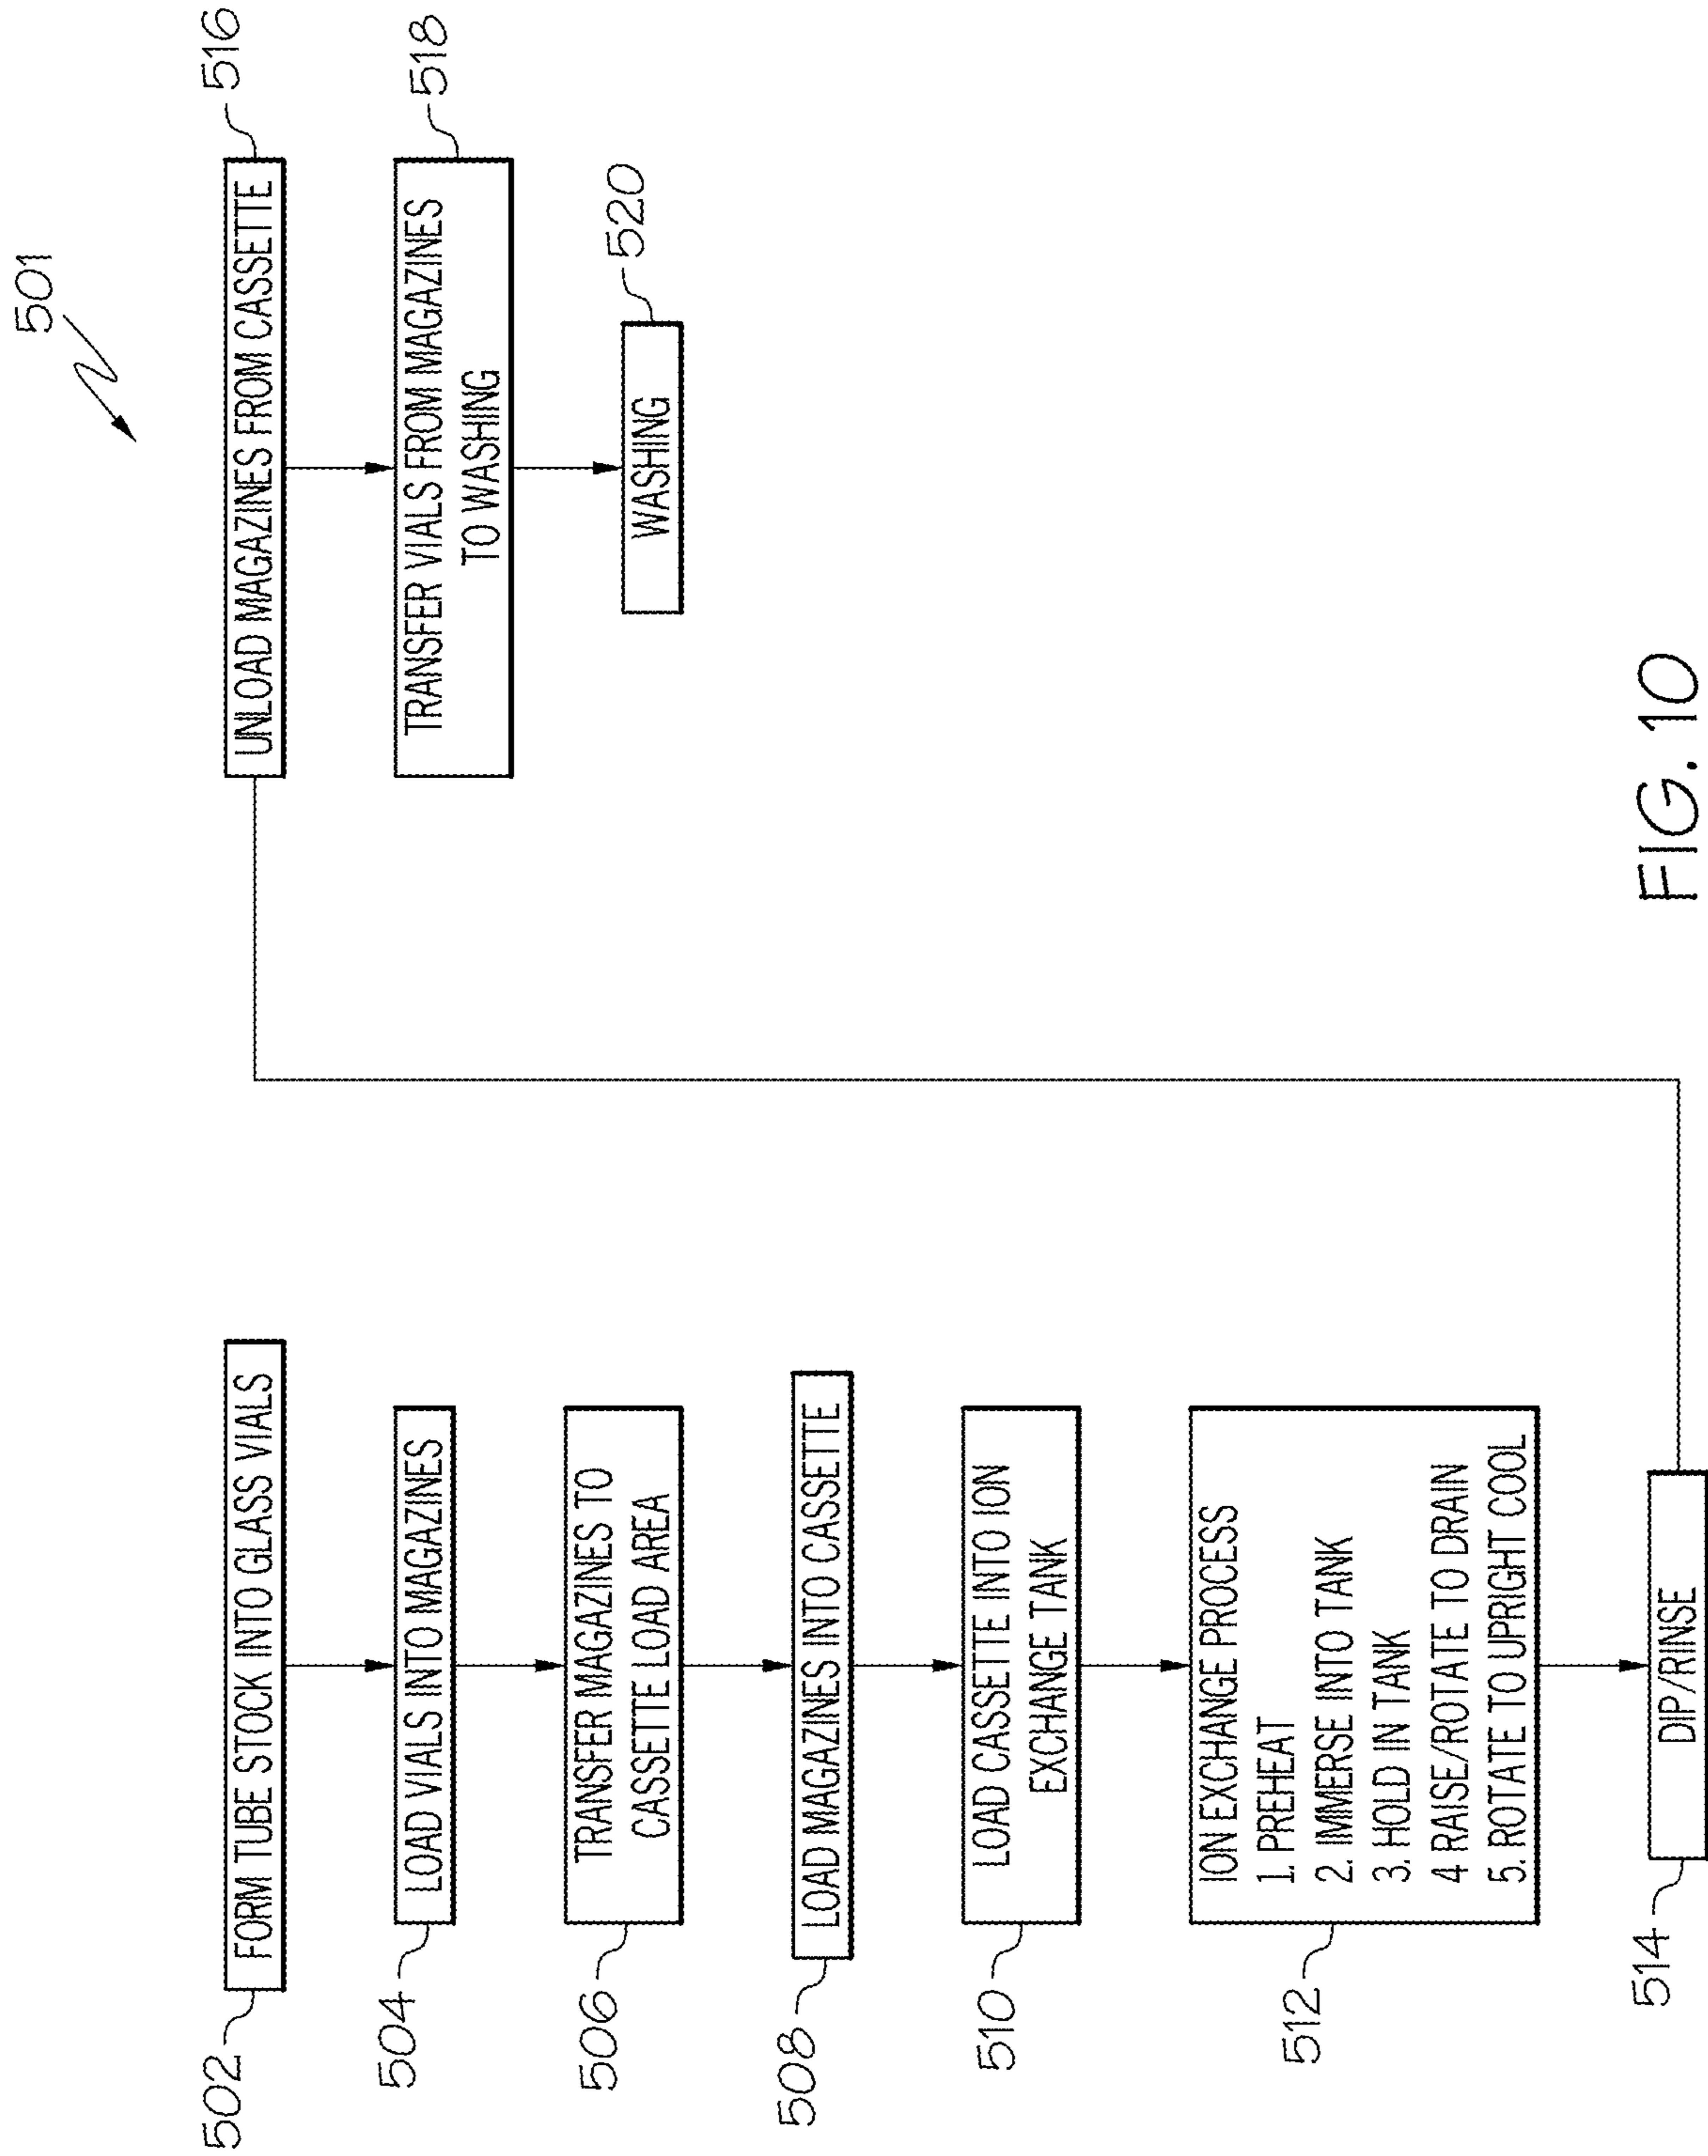 501
502
FORM TUBE STOCK INTO GLASS VIALS
504
LOAD VIALS INTO MAGAZINES
506
TRANSFER MAGAZINES TO
CASSETTE LOAD AREA
508
LOAD MAGAZINES INTO CASSETTE
510
LOAD CASSETTE INTO ION
EXCHANGE TANK
512
ION EXCHANGE PROCESS
1. PREHEAT
2. IMMERSE INTO TANK
3. HOLD IN TANK
4 RAISE/ROTATE TO DRAIN
5. ROTATE TO UPRIGHT COOL
514
DIP/RINSE
UNLOAD MAGAZINES FROM CASSETTE
516
TRANSFER VIALS FROM MAGAZINES
TO WASHING
518
WASHING
520
FIG. 10